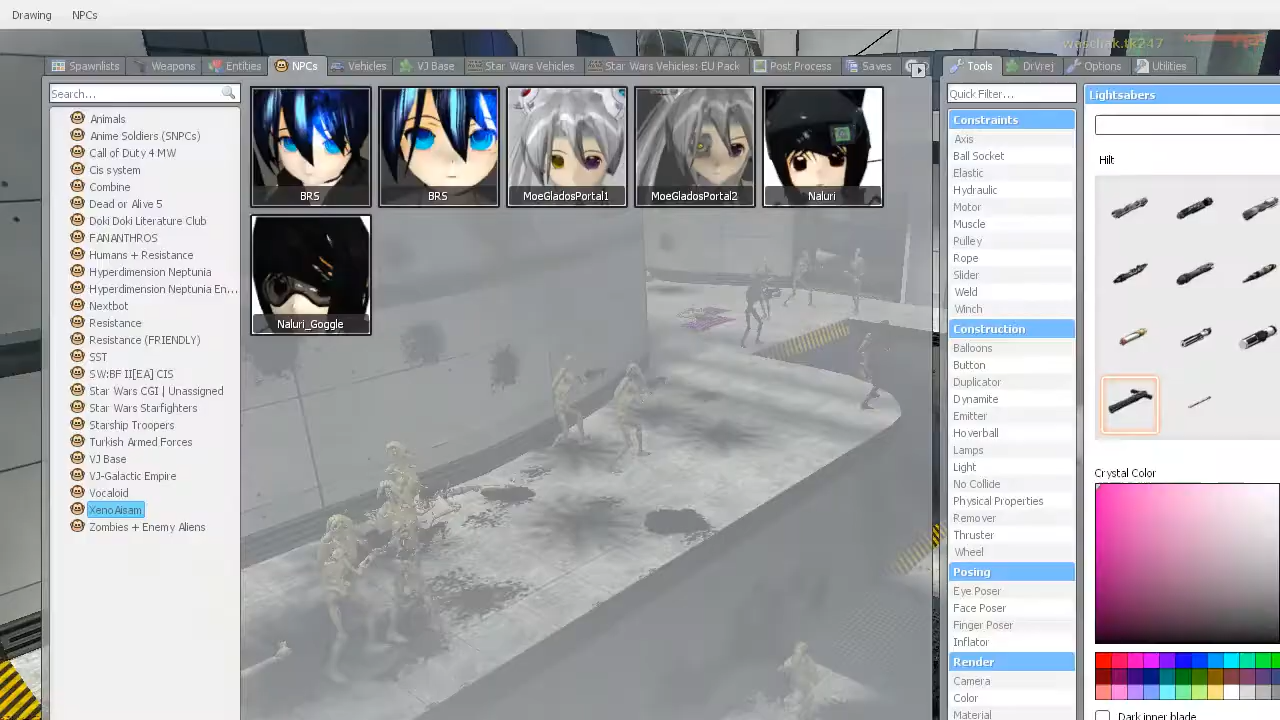 Drawing NPCs
waschak.tk247
Spawnlists Weapons Entities NPCs Vehicles VJ Base Star Wars Vehicles Star Wars Vehicles: EU Pack Post Process Saves
Tools DrVrej Options Utilities
Search...
Animals
Anime Soldiers (SNPCs)
Call of Duty 4 MW
Cis system
Combine
Dead or Alive 5
Doki Doki Literature Club
FANANTHROS
Humans + Resistance
Hyperdimension Neptunia
Hyperdimension Neptunia En...
Nextbot
Resistance
Resistance (FRIENDLY)
SST
SW:BF II[EA] CIS
Star Wars CGI | Unassigned
Star Wars Starfighters
Starship Troopers
Turkish Armed Forces
VJ Base
VJ-Galactic Empire
Vocaloid
XenoAisam
Zombies + Enemy Aliens
BRS BRS MoeGladosPortal1 MoeGladosPortal2 Naluri
Naluri_Goggle
Quick Filter...
Constraints
Axis
Ball Socket
Elastic
Hydraulic
Motor
Muscle
Pulley
Rope
Slider
Weld
Winch
Construction
Balloons
Button
Duplicator
Dynamite
Emitter
Hoverball
Lamps
Light
No Collide
Physical Properties
Remover
Thruster
Wheel
Posing
Eye Poser
Face Poser
Finger Poser
Inflator
Render
Camera
Color
Material
Lightsabers
Hilt
Crystal Color
Dark inner blade